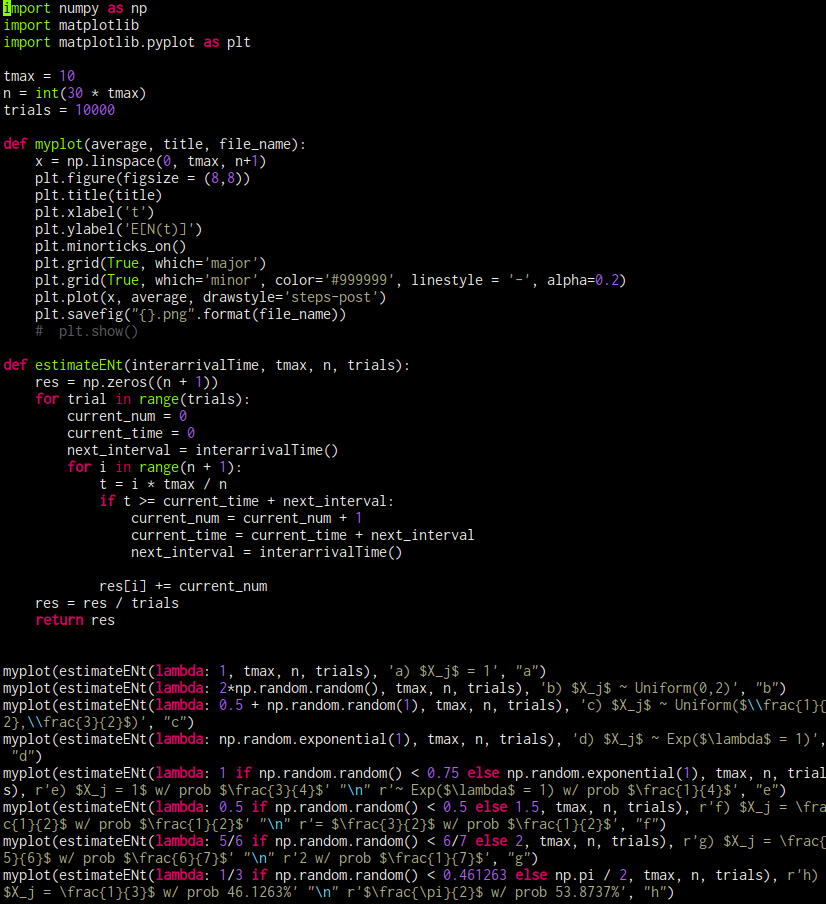 import numpy as np
import matplotlib
import matplotlib.pyplot as plt
tmax = 10
n = int(30 * tmax)
trials = 10000
def myplot(average, title, file_name):
    x = np.linspace(0, tmax, n+1)
    plt.figure(figsize = (8,8))
    plt.title(title)
    plt.xlabel('t')
    plt.ylabel('E[N(t)]')
    plt.minorticks_on()
    plt.grid(True, which='major')
    plt.grid(True, which='minor', color='#999999', linestyle = '-', alpha=0.2)
    plt.plot(x, average, drawstyle='steps-post')
    plt.savefig("{}.png".format(file_name))
    #  plt.show()
def estimateENt(interarrivalTime, tmax, n, trials):
    res = np.zeros((n + 1))
    for trial in range(trials):
        current_num = 0
        current_time = 0
        next_interval = interarrivalTime()
        for i in range(n + 1):
            t = i * tmax / n
            if t >= current_time + next_interval:
                current_num = current_num + 1
                current_time = current_time + next_interval
                next_interval = interarrivalTime()
            res[i] += current_num
    res = res / trials
    return res
myplot(estimateENt(lambda: 1, tmax, n, trials), 'a) $X_j$ = 1', "a")
myplot(estimateENt(lambda: 2*np.random.random(), tmax, n, trials), 'b) $X_j$ ~ Uniform(0,2)', "b")
myplot(estimateENt(lambda: 0.5 + np.random.random(1), tmax, n, trials), 'c) $X_j$ ~ Uniform($\\frac{1}{
2},\\frac{3}{2}$)', "c")
myplot(estimateENt(lambda: np.random.exponential(1), tmax, n, trials), 'd) $X_j$ ~ Exp($\lambda$ = 1)',
 "d")
myplot(estimateENt(lambda: 1 if np.random.random() < 0.75 else np.random.exponential(1), tmax, n, trial
s), r'e) $X_j = 1$ w/ prob $\frac{3}{4}$' "\n" r'~ Exp($\lambda$ = 1) w/ prob $\frac{1}{4}$', "e")
myplot(estimateENt(lambda: 0.5 if np.random.random() < 0.5 else 1.5, tmax, n, trials), r'f) $X_j = \fra
c{1}{2}$ w/ prob $\frac{1}{2}$' "\n" r'= $\frac{3}{2}$ w/ prob $\frac{1}{2}$', "f")
myplot(estimateENt(lambda: 5/6 if np.random.random() < 6/7 else 2, tmax, n, trials), r'g) $X_j = \frac{
5}{6}$ w/ prob $\frac{6}{7}$' "\n" r'2 w/ prob $\frac{1}{7}$', "g")
myplot(estimateENt(lambda: 1/3 if np.random.random() < 0.461263 else np.pi / 2, tmax, n, trials), r'h)
$X_j = \frac{1}{3}$ w/ prob 46.1263%' "\n" r'$\frac{\pi}{2}$ w/ prob 53.8737%', "h")